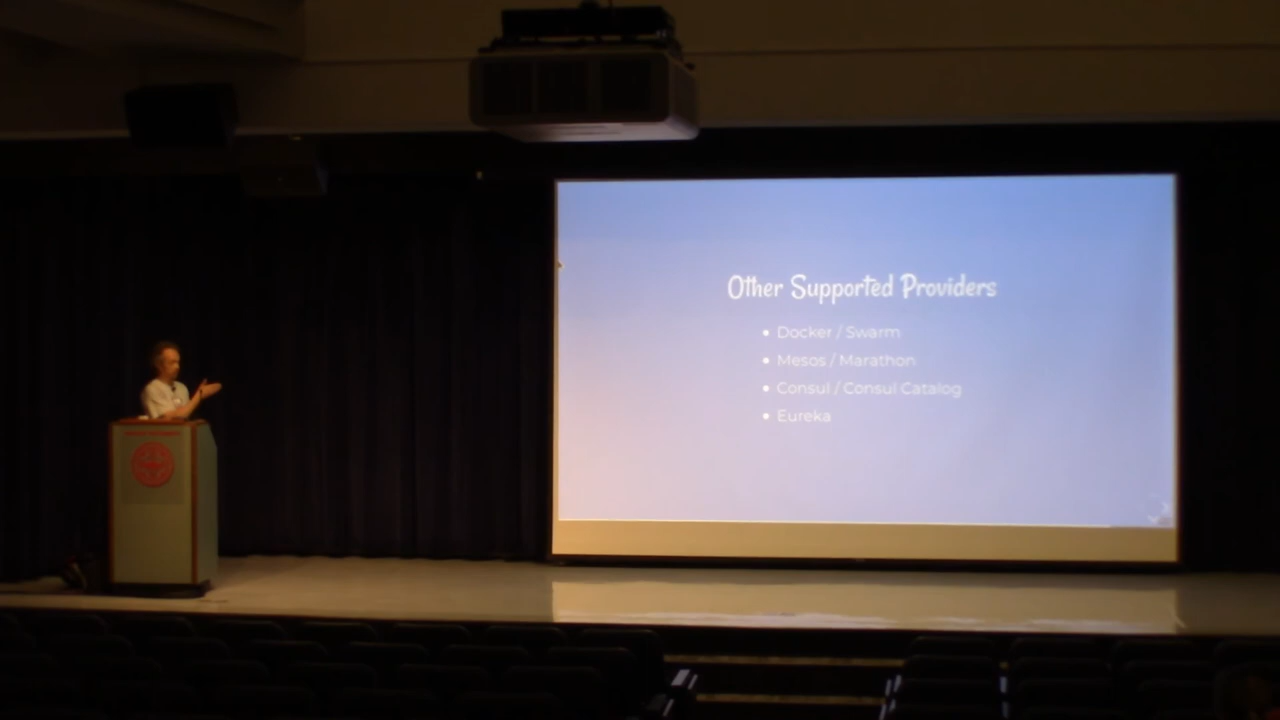 Other Supported Providers
Docker / Swarm
Mesos / Marathon
Consul / Consul Catalog
Eureka